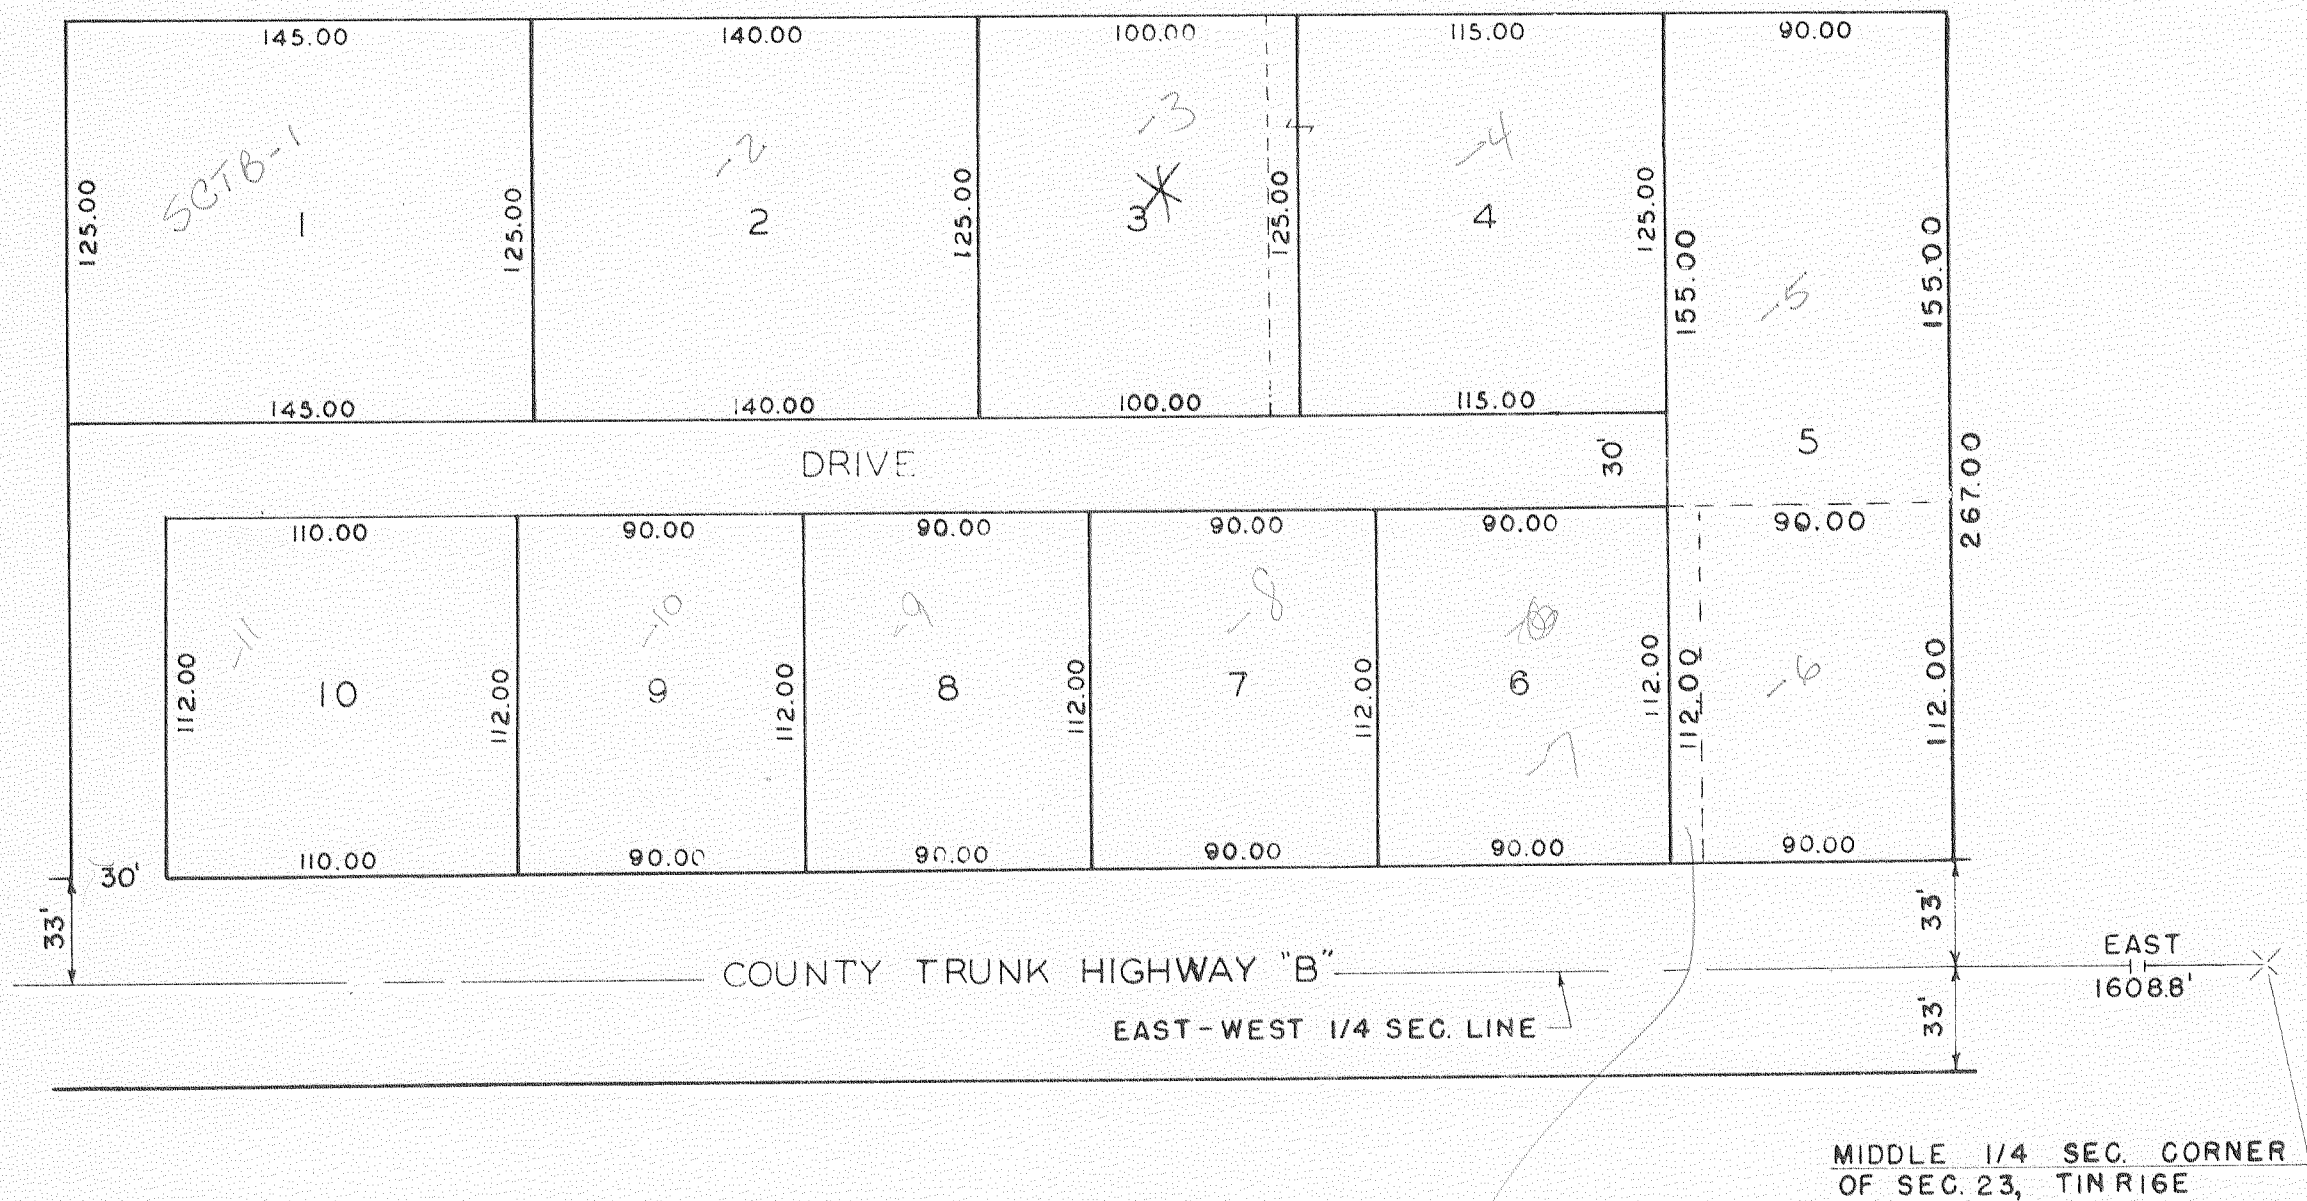 145.00 140.00 100.00 115.00 90.00
SCTB-1 -2 -3 -4
125.00 125.00 125.00 125.00 125.00
1 2 3 4
155.00 155.00
-5
145.00 140.00 100.00 115.00
DRIVE 30' 5 267.00
110.00 90.00 90.00 90.00 90.00 90.00
-11 -10 -9 -8
112.00 112.00 112.00 112.00 112.00 112.00 112.00 112.00
10 9 8 7 6 -6
-7
110.00 90.00 90.00 90.00 90.00 90.00
30'
33' 33'
COUNTY TRUNK HIGHWAY "B" EAST
1608.8'
EAST-WEST 1/4 SEC. LINE 33'
MIDDLE 1/4 SEC. CORNER
OF SEC. 23, T1N R16E